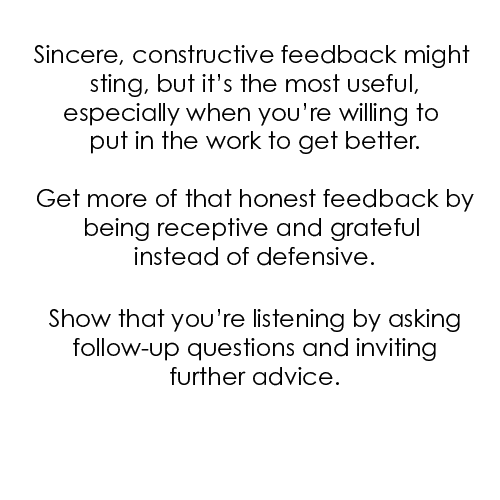 Sincere, constructive feedback might
sting, but it’s the most useful,
especially when you’re willing to
put in the work to get better.
Get more of that honest feedback by
being receptive and grateful
instead of defensive.
Show that you’re listening by asking
follow-up questions and inviting
further advice.